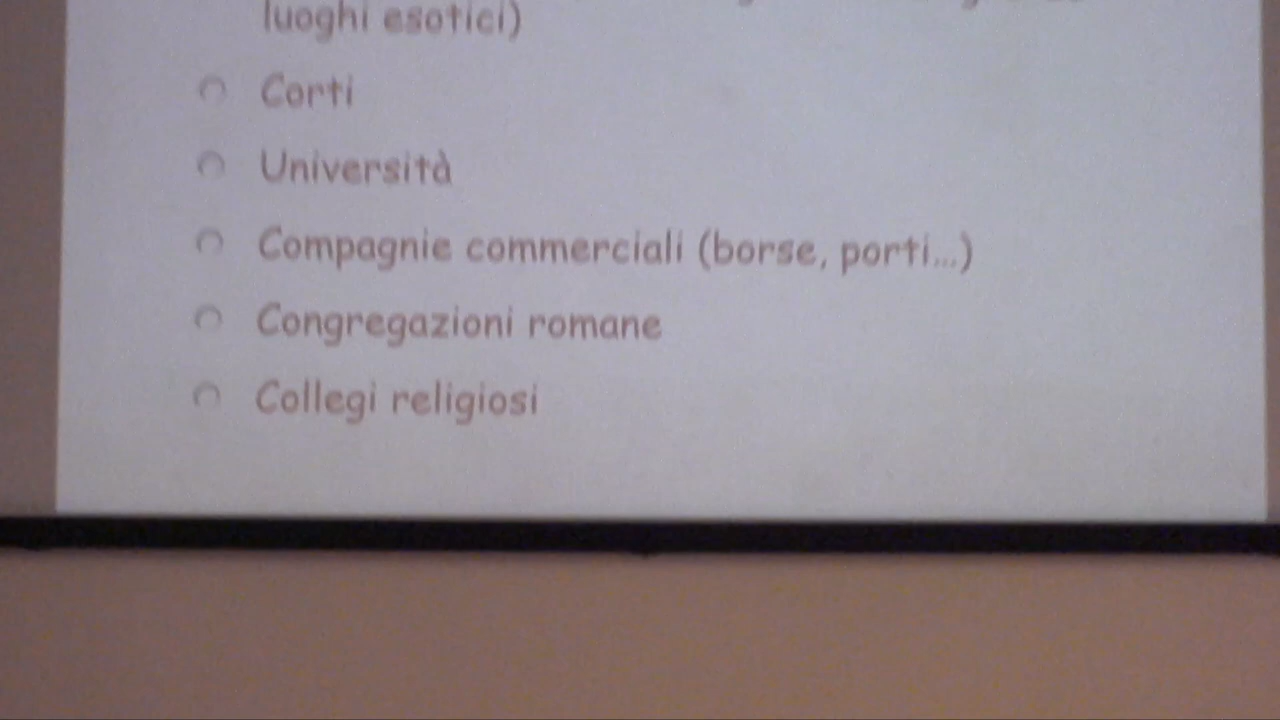 luoghi esotici)
Corti
Università
Compagnie commerciali (borse, porti...)
Congregazioni romane
Collegi religiosi